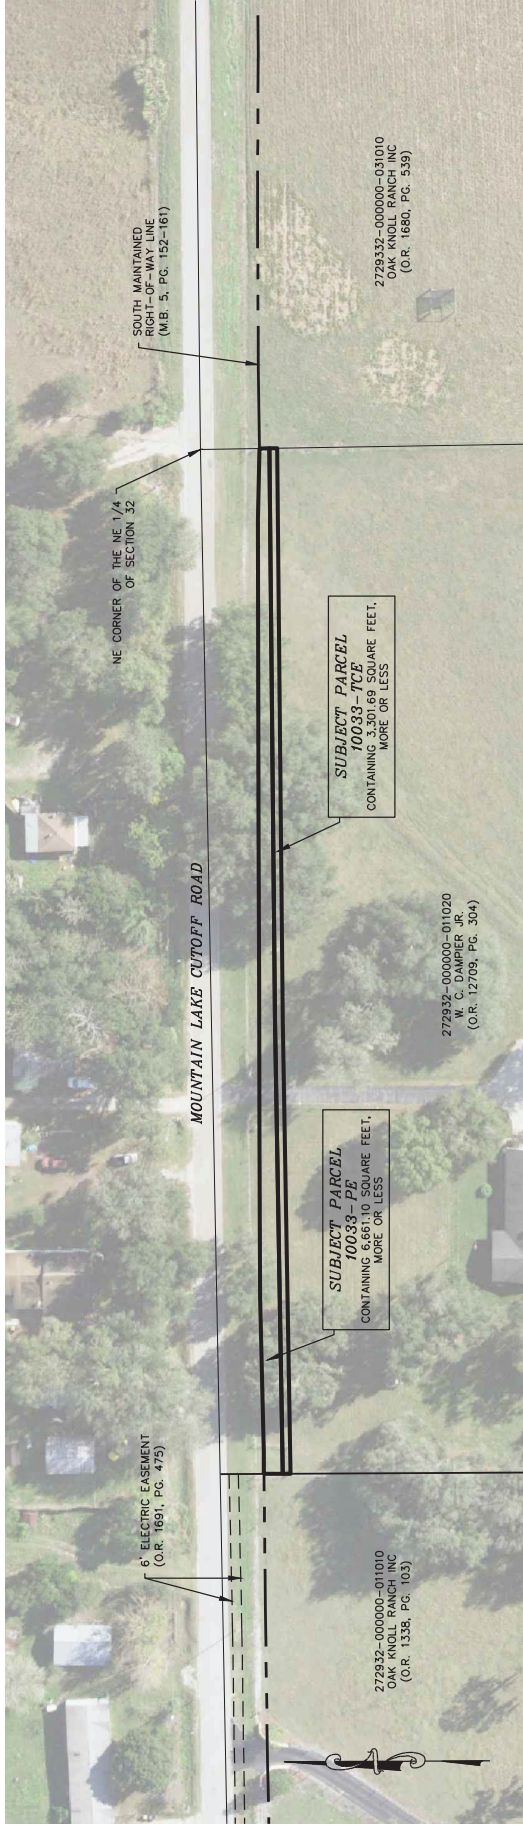 6' ELECTRIC EASEMENT
(O.R. 1691, PG. 475)
MOUNTAIN LAKE CUTOFF ROAD
NE CORNER OF THE NE 1/4
OF SECTION 32
SOUTH MAINTAINED
RIGHT-OF-WAY LINE
(M.B. 5, PG. 152-161)
SUBJECT PARCEL
10033-PE
CONTAINING 6,661.10 SQUARE FEET,
MORE OR LESS
SUBJECT PARCEL
10033-TCE
CONTAINING 3,301.69 SQUARE FEET,
MORE OR LESS
272932-000000-011010
OAK KNOLL RANCH INC
(O.R. 1338, PG. 103)
272932-000000-011020
W. C. DAMPIER JR.
(O.R. 12709, PG. 304)
2729332-000000-031010
OAK KNOLL RANCH INC
(O.R. 1680, PG. 539)